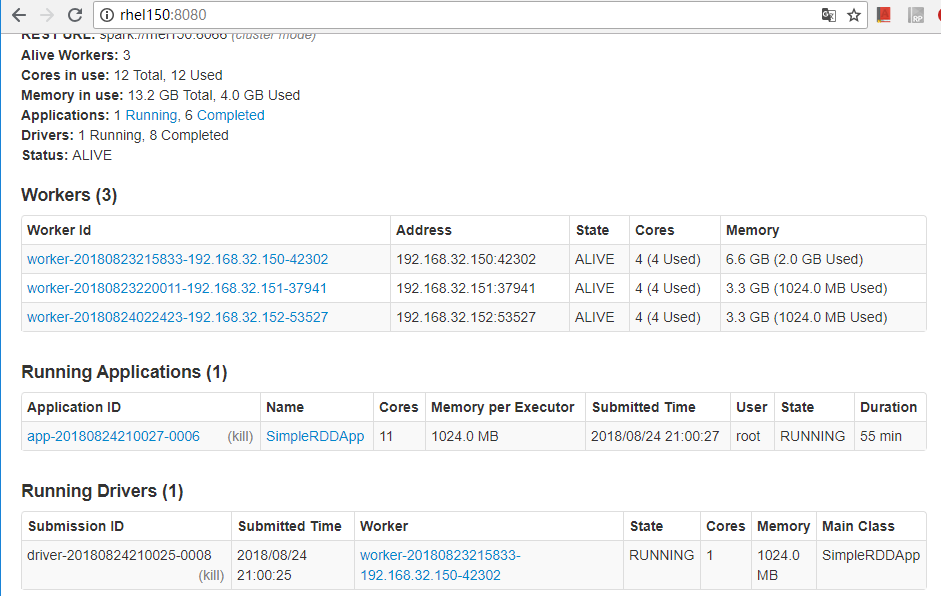 rhel150:8080
REST URL: spark://rhel150:6066 (cluster mode)
Alive Workers: 3
Cores in use: 12 Total, 12 Used
Memory in use: 13.2 GB Total, 4.0 GB Used
Applications: 1 Running, 6 Completed
Drivers: 1 Running, 8 Completed
Status: ALIVE
Workers (3)
Worker Id Address State Cores Memory
worker-20180823215833-192.168.32.150-42302 192.168.32.150:42302 ALIVE 4 (4 Used) 6.6 GB (2.0 GB Used)
worker-20180823220011-192.168.32.151-37941 192.168.32.151:37941 ALIVE 4 (4 Used) 3.3 GB (1024.0 MB Used)
worker-20180824022423-192.168.32.152-53527 192.168.32.152:53527 ALIVE 4 (4 Used) 3.3 GB (1024.0 MB Used)
Running Applications (1)
Application ID Name Cores Memory per Executor Submitted Time User State Duration
app-20180824210027-0006 (kill) SimpleRDDApp 11 1024.0 MB 2018/08/24 21:00:27 root RUNNING 55 min
Running Drivers (1)
Submission ID Submitted Time Worker State Cores Memory Main Class
driver-20180824210025-0008 2018/08/24 worker-20180823215833- RUNNING 1 1024.0 SimpleRDDApp
(kill) 21:00:25 192.168.32.150-42302 MB